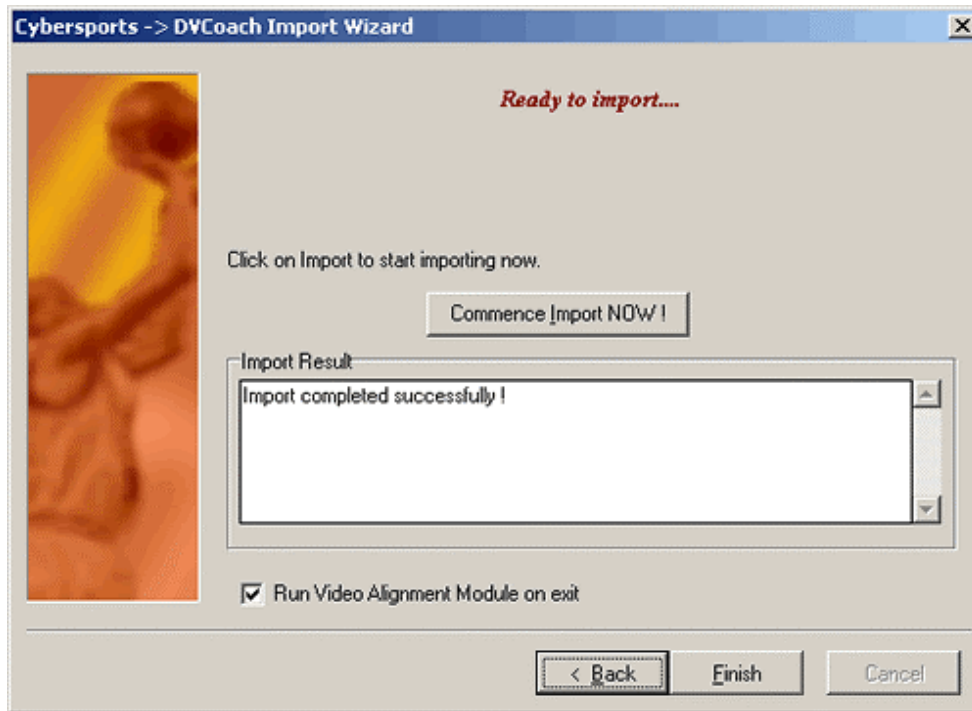 Cybersports -> DVCoach Import Wizard
Ready to import....
Click on Import to start importing now.
Commence Import NOW !
Import Result
Import completed successfully !
Run Video Alignment Module on exit
< Back
Finish
Cancel